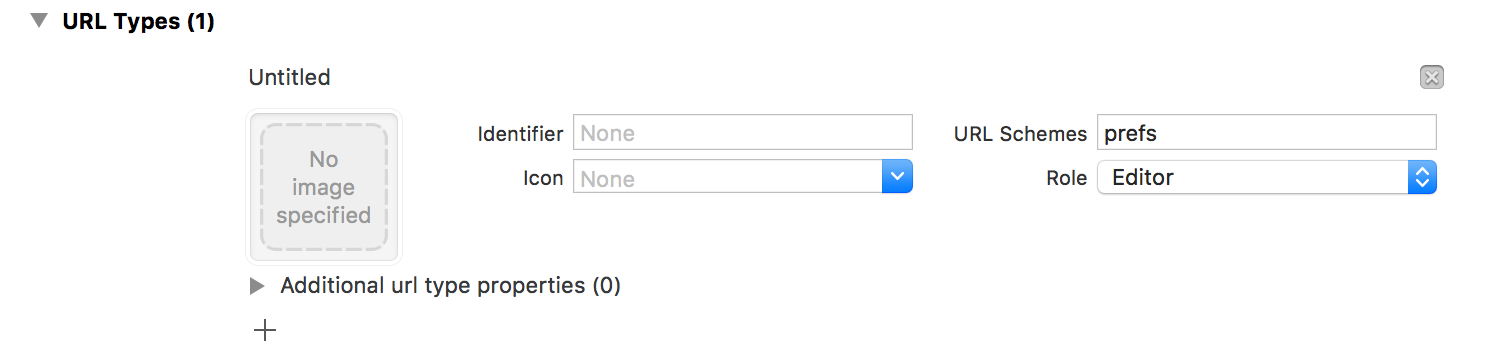 URL Types (1)
Untitled
No
image
specified
Identifier None
URL Schemes prefs
Icon None
Role Editor
Additional url type properties (0)